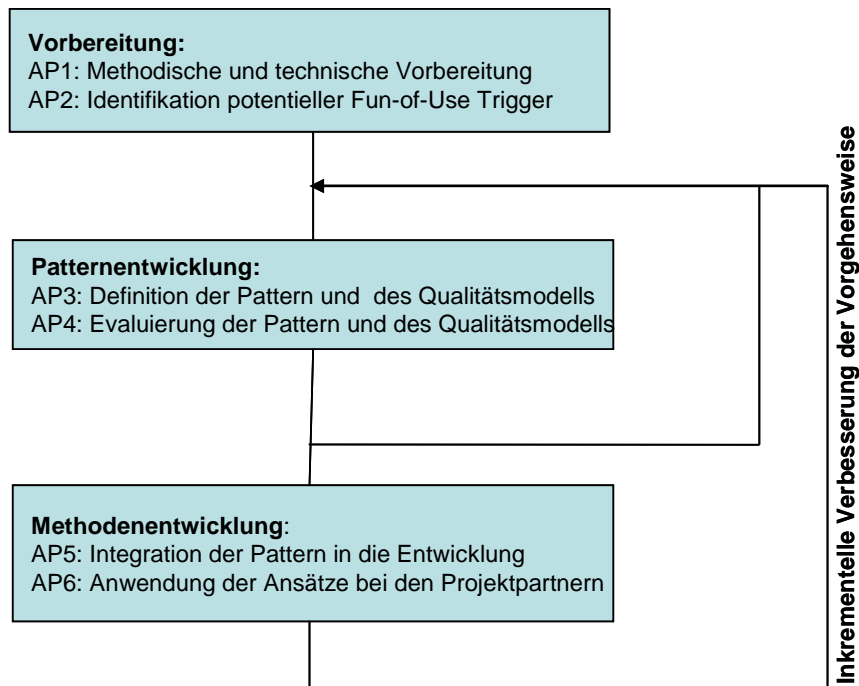 Vorbereitung:
AP1: Methodische und technische Vorbereitung
AP2: Identifikation potentieller Fun-of-Use Trigger
Patternentwicklung:
AP3: Definition der Pattern und des Qualitätsmodells
AP4: Evaluierung der Pattern und des Qualitätsmodells
Methodenentwicklung:
AP5: Integration der Pattern in die Entwicklung
AP6: Anwendung der Ansätze bei den Projektpartnern
Inkrementelle Verbesserung der Vorgehensweise